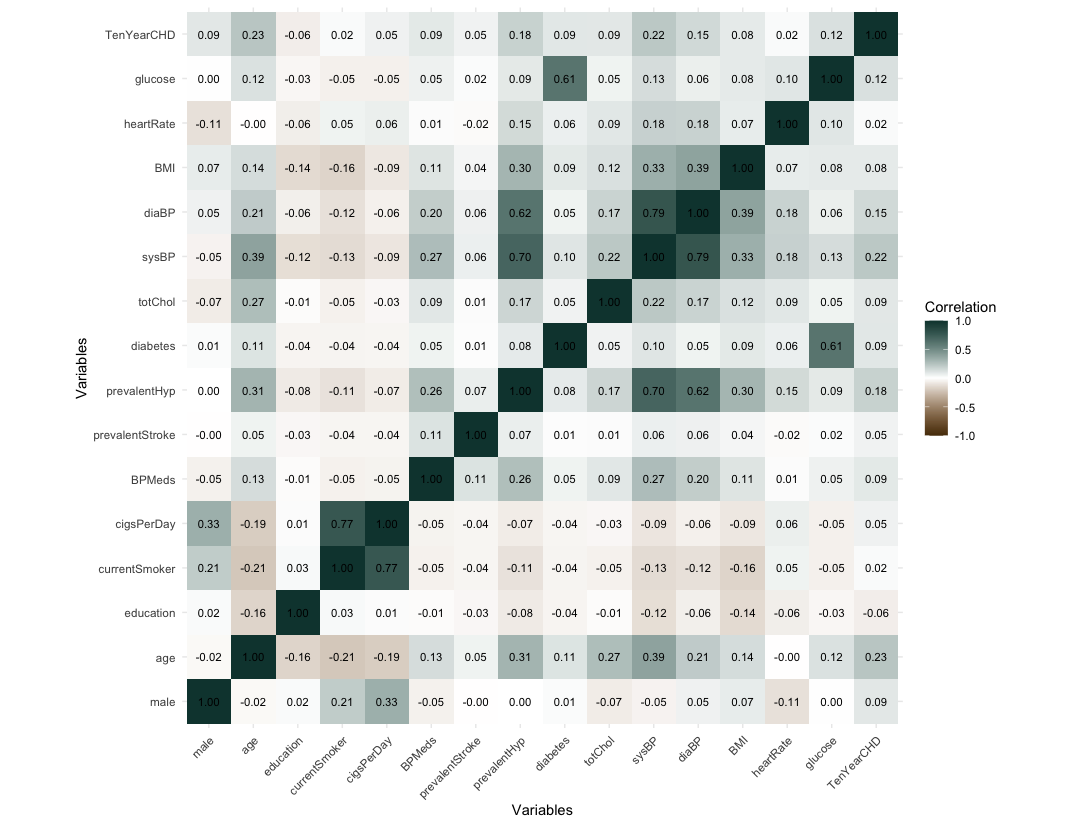 TenYearCHD 0.09 0.23 -0.06 0.02 0.05 0.09 0.05 0.18 0.09 0.09 0.22 0.15 0.08 0.02 0.12 1.00
glucose 0.00 0.12 -0.03 -0.05 -0.05 0.05 0.02 0.09 0.61 0.05 0.13 0.06 0.08 0.10 1.00 0.12
heartRate -0.11 -0.00 -0.06 0.05 0.06 0.01 -0.02 0.15 0.06 0.09 0.18 0.18 0.07 1.00 0.10 0.02
BMI 0.07 0.14 -0.14 -0.16 -0.09 0.11 0.04 0.30 0.09 0.12 0.33 0.39 1.00 0.07 0.08 0.08
diaBP 0.05 0.21 -0.06 -0.12 -0.06 0.20 0.06 0.62 0.05 0.17 0.79 1.00 0.39 0.18 0.06 0.15
sysBP -0.05 0.39 -0.12 -0.13 -0.09 0.27 0.06 0.70 0.10 0.22 1.00 0.79 0.33 0.18 0.13 0.22
totChol -0.07 0.27 -0.01 -0.05 -0.03 0.09 0.01 0.17 0.05 1.00 0.22 0.17 0.12 0.09 0.05 0.09
diabetes 0.01 0.11 -0.04 -0.04 -0.04 0.05 0.01 0.08 1.00 0.05 0.10 0.05 0.09 0.06 0.61 0.09
prevalentHyp 0.00 0.31 -0.08 -0.11 -0.07 0.26 0.07 1.00 0.08 0.17 0.70 0.62 0.30 0.15 0.09 0.18
prevalentStroke -0.00 0.05 -0.03 -0.04 -0.04 0.11 1.00 0.07 0.01 0.01 0.06 0.06 0.04 -0.02 0.02 0.05
BPMeds -0.05 0.13 -0.01 -0.05 -0.05 1.00 0.11 0.26 0.05 0.09 0.27 0.20 0.11 0.01 0.05 0.09
cigsPerDay 0.33 -0.19 0.01 0.77 1.00 -0.05 -0.04 -0.07 -0.04 -0.03 -0.09 -0.06 -0.09 0.06 -0.05 0.05
currentSmoker 0.21 -0.21 0.03 1.00 0.77 -0.05 -0.04 -0.11 -0.04 -0.05 -0.13 -0.12 -0.16 0.05 -0.05 0.02
education 0.02 -0.16 1.00 0.03 0.01 -0.01 -0.03 -0.08 -0.04 -0.01 -0.12 -0.06 -0.14 -0.06 -0.03 -0.06
age -0.02 1.00 -0.16 -0.21 -0.19 0.13 0.05 0.31 0.11 0.27 0.39 0.21 0.14 -0.00 0.12 0.23
male 1.00 -0.02 0.02 0.21 0.33 -0.05 -0.00 0.00 0.01 -0.07 -0.05 0.05 0.07 -0.11 0.00 0.09
male age education currentSmoker cigsPerDay BPMeds prevalentStroke prevalentHyp diabetes totChol sysBP diaBP BMI heartRate glucose TenYearCHD
Variables
Variables
Correlation
1.0
0.5
0.0
-0.5
-1.0